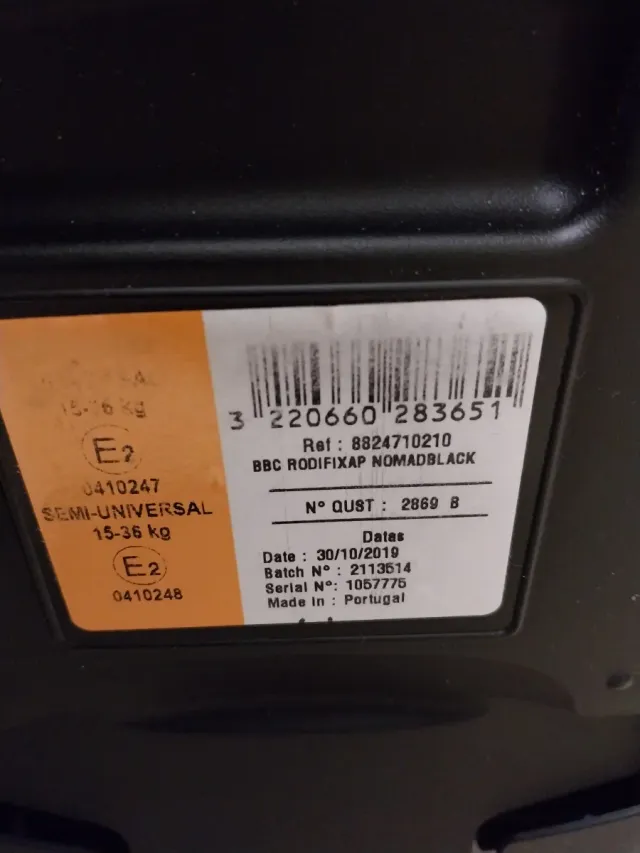 15-36 kg
E2
0410247
SEMI-UNIVERSAL
15-36 kg
E2
0410248
3 220660 283651
Ref : 8824710210
BBC RODIFIXAP NOMADBLACK
N° QUST : 2869 B
Datas
Date : 30/10/2019
Batch N° : 2113514
Serial N°: 1057775
Made in : Portugal